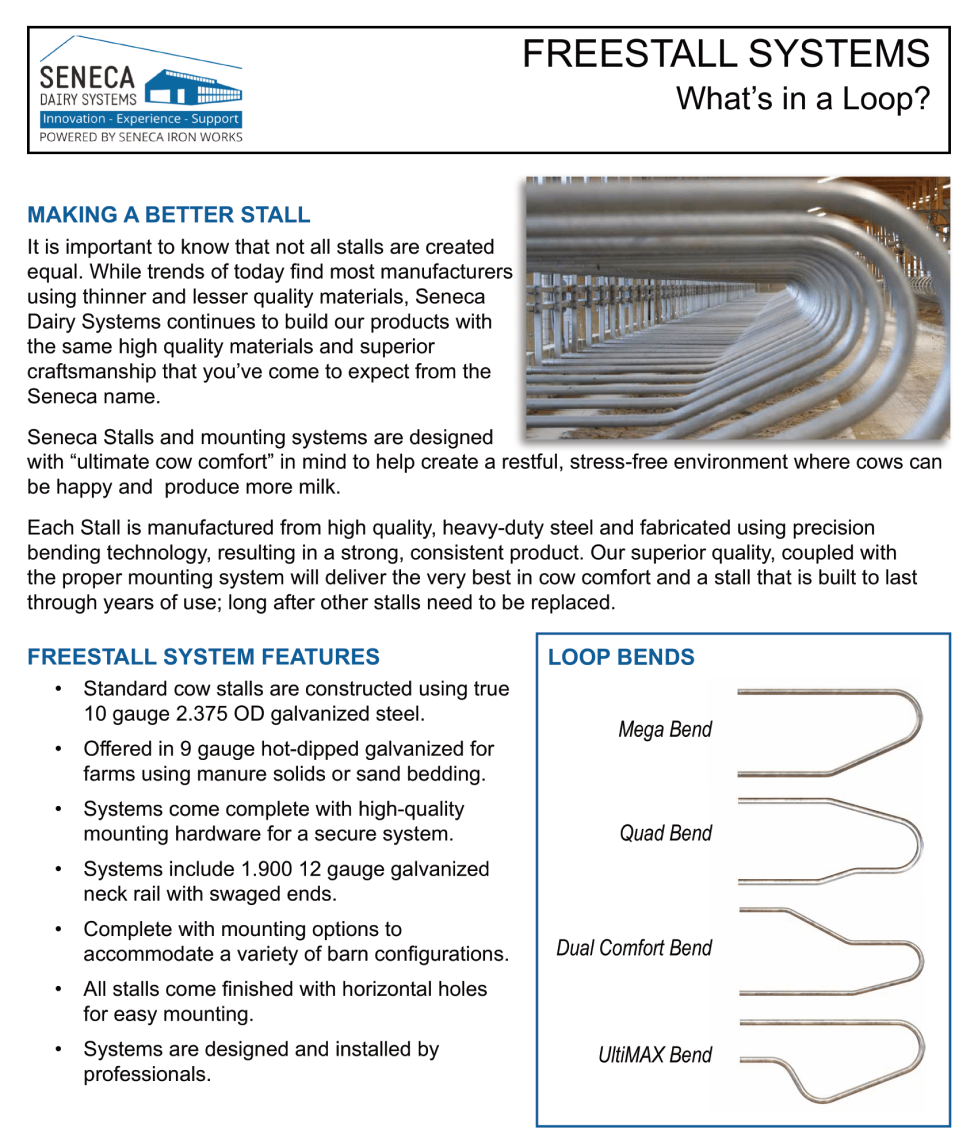 SENECA
DAIRY SYSTEMS
Innovation - Experience - Support
POWERED BY SENECA IRON WORKS
FREESTALL SYSTEMS
What's in a Loop?
MAKING A BETTER STALL
It is important to know that not all stalls are created
equal. While trends of today find most manufacturers
using thinner and lesser quality materials, Seneca
Dairy Systems continues to build our products with
the same high quality materials and superior
craftsmanship that you've come to expect from the
Seneca name.
Seneca Stalls and mounting systems are designed
with “ultimate cow comfort” in mind to help create a restful, stress-free environment where cows can
be happy and  produce more milk.
Each Stall is manufactured from high quality, heavy-duty steel and fabricated using precision
bending technology, resulting in a strong, consistent product. Our superior quality, coupled with
the proper mounting system will deliver the very best in cow comfort and a stall that is built to last
through years of use; long after other stalls need to be replaced.
FREESTALL SYSTEM FEATURES
• Standard cow stalls are constructed using true
10 gauge 2.375 OD galvanized steel.
• Offered in 9 gauge hot-dipped galvanized for
farms using manure solids or sand bedding.
• Systems come complete with high-quality
mounting hardware for a secure system.
• Systems include 1.900 12 gauge galvanized
neck rail with swaged ends.
• Complete with mounting options to
accommodate a variety of barn configurations.
• All stalls come finished with horizontal holes
for easy mounting.
• Systems are designed and installed by
professionals.
LOOP BENDS
Mega Bend
Quad Bend
Dual Comfort Bend
UltiMAX Bend